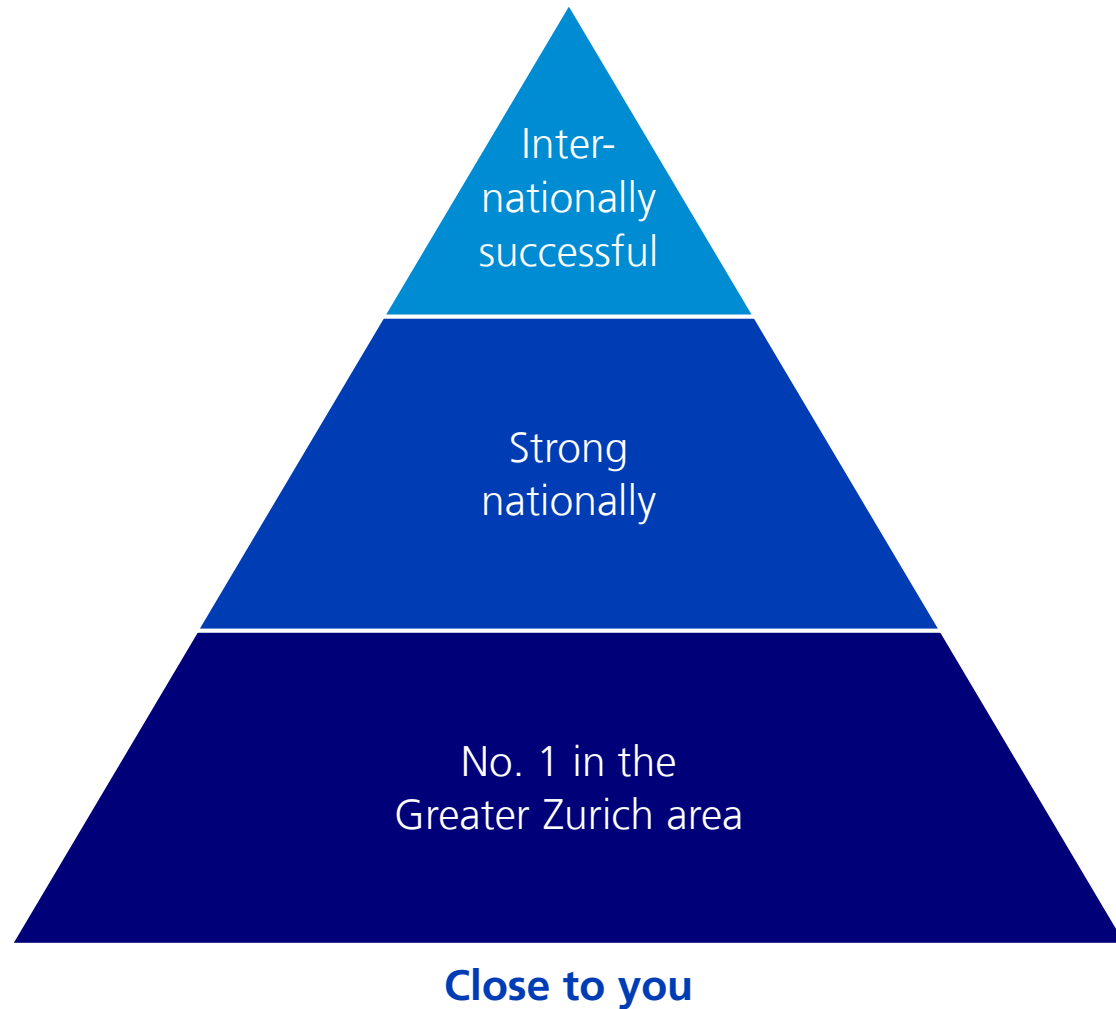 Inter-
nationally
successful
Strong
nationally
No. 1 in the
Greater Zurich area
Close to you